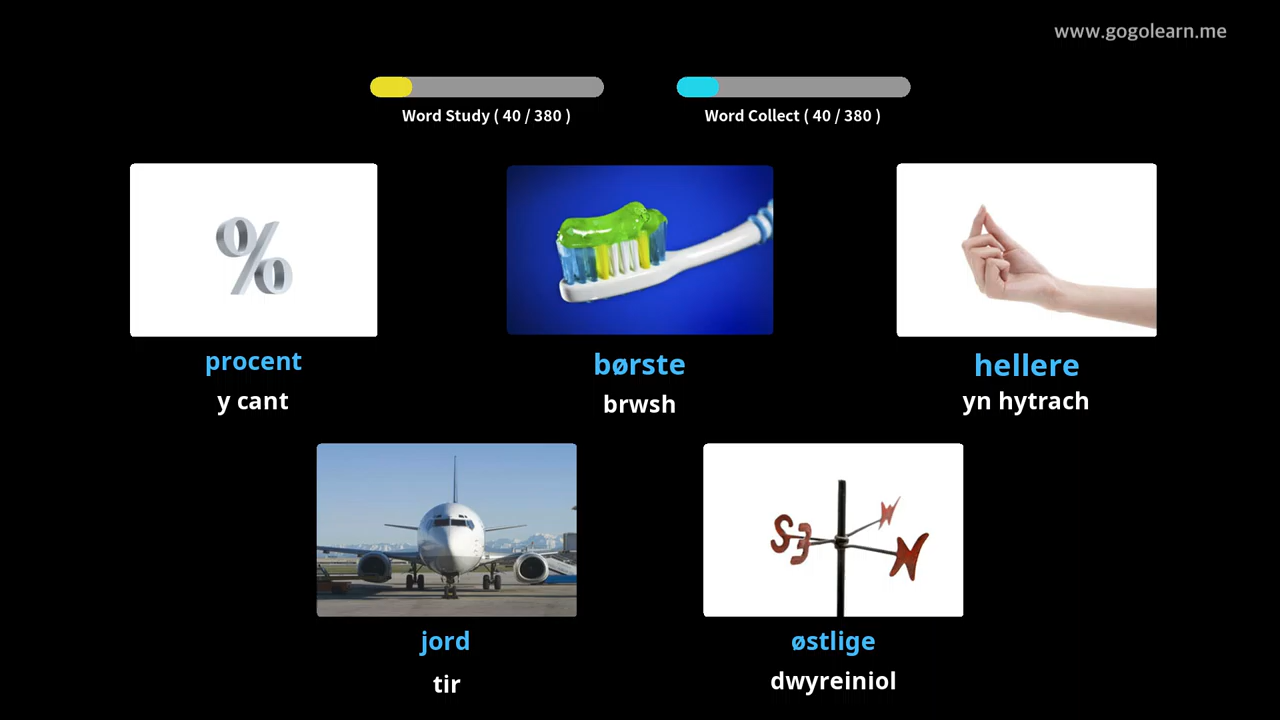 www.gogolearn.me
Word Study ( 40 / 380 )
Word Collect ( 40 / 380 )
%
procent
y cant
børste
brwsh
hellere
yn hytrach
jord
tir
S E N W
østlige
dwyreiniol